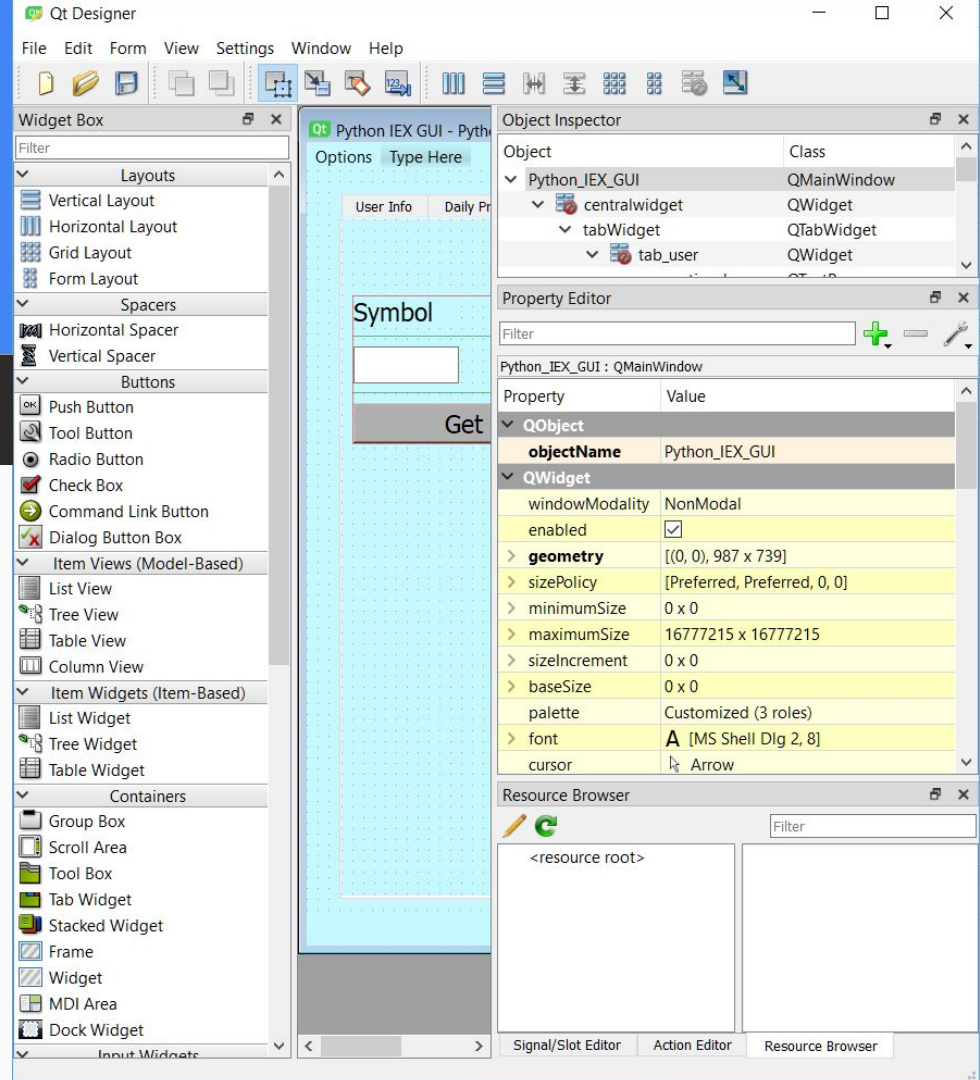 Qt Designer
File Edit Form View Settings Window Help
Widget Box
Filter
Layouts
Vertical Layout
Horizontal Layout
Grid Layout
Form Layout
Spacers
Horizontal Spacer
Vertical Spacer
Buttons
Push Button
Tool Button
Radio Button
Check Box
Command Link Button
Dialog Button Box
Item Views (Model-Based)
List View
Tree View
Table View
Column View
Item Widgets (Item-Based)
List Widget
Tree Widget
Table Widget
Containers
Group Box
Scroll Area
Tool Box
Tab Widget
Stacked Widget
Frame
Widget
MDI Area
Dock Widget
Input Widgets
Python IEX GUI - Pytho
Options Type Here
User Info Daily Pr
Symbol
Get
Object Inspector
Object Class
Python_IEX_GUI QMainWindow
centralwidget QWidget
tabWidget QTabWidget
tab_user QWidget
Property Editor
Filter
Python_IEX_GUI : QMainWindow
Property Value
QObject
objectName Python_IEX_GUI
QWidget
windowModality NonModal
enabled
geometry [(0, 0), 987 x 739]
sizePolicy [Preferred, Preferred, 0, 0]
minimumSize 0 x 0
maximumSize 16777215 x 16777215
sizeIncrement 0 x 0
baseSize 0 x 0
palette Customized (3 roles)
font A [MS Shell Dlg 2, 8]
cursor Arrow
Resource Browser
Filter
<resource root>
Signal/Slot Editor Action Editor Resource Browser